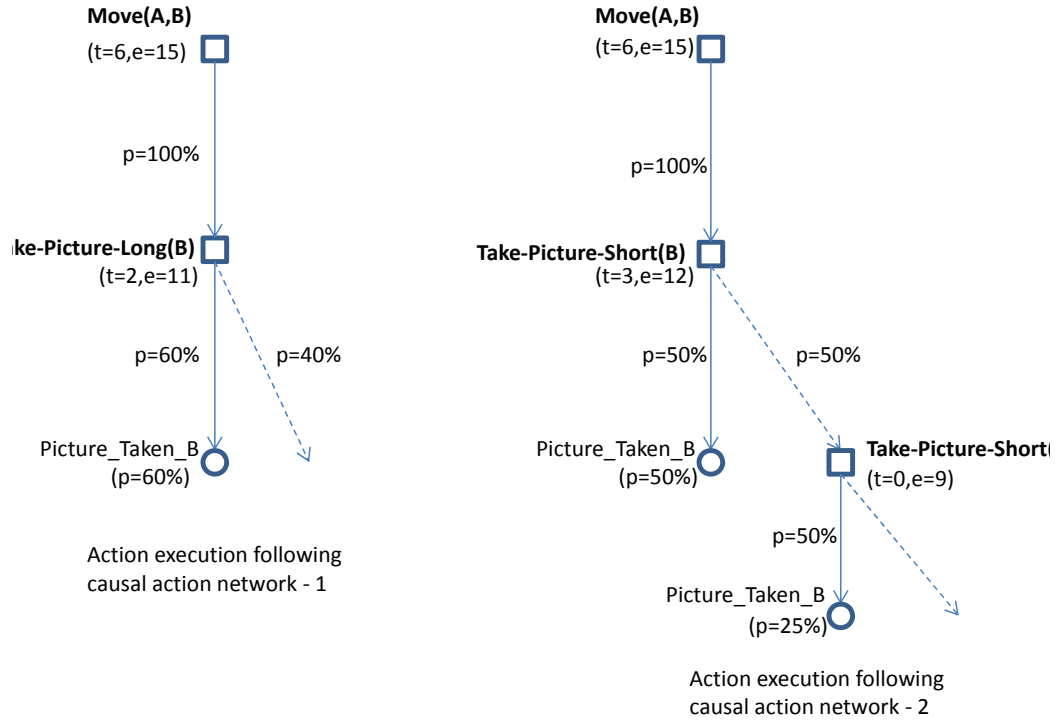 Move(A,B)
(t=6,e=15)
p=100%
ke-Picture-Long(B)
(t=2,e=11)
p=60%
p=40%
Picture_Taken_B
(p=60%)
Action execution following
causal action network - 1
Move(A,B)
(t=6,e=15)
p=100%
Take-Picture-Short(B)
(t=3,e=12)
p=50%
p=50%
Picture_Taken_B
(p=50%)
Take-Picture-Short(
(t=0,e=9)
p=50%
Picture_Taken_B
(p=25%)
Action execution following
causal action network - 2